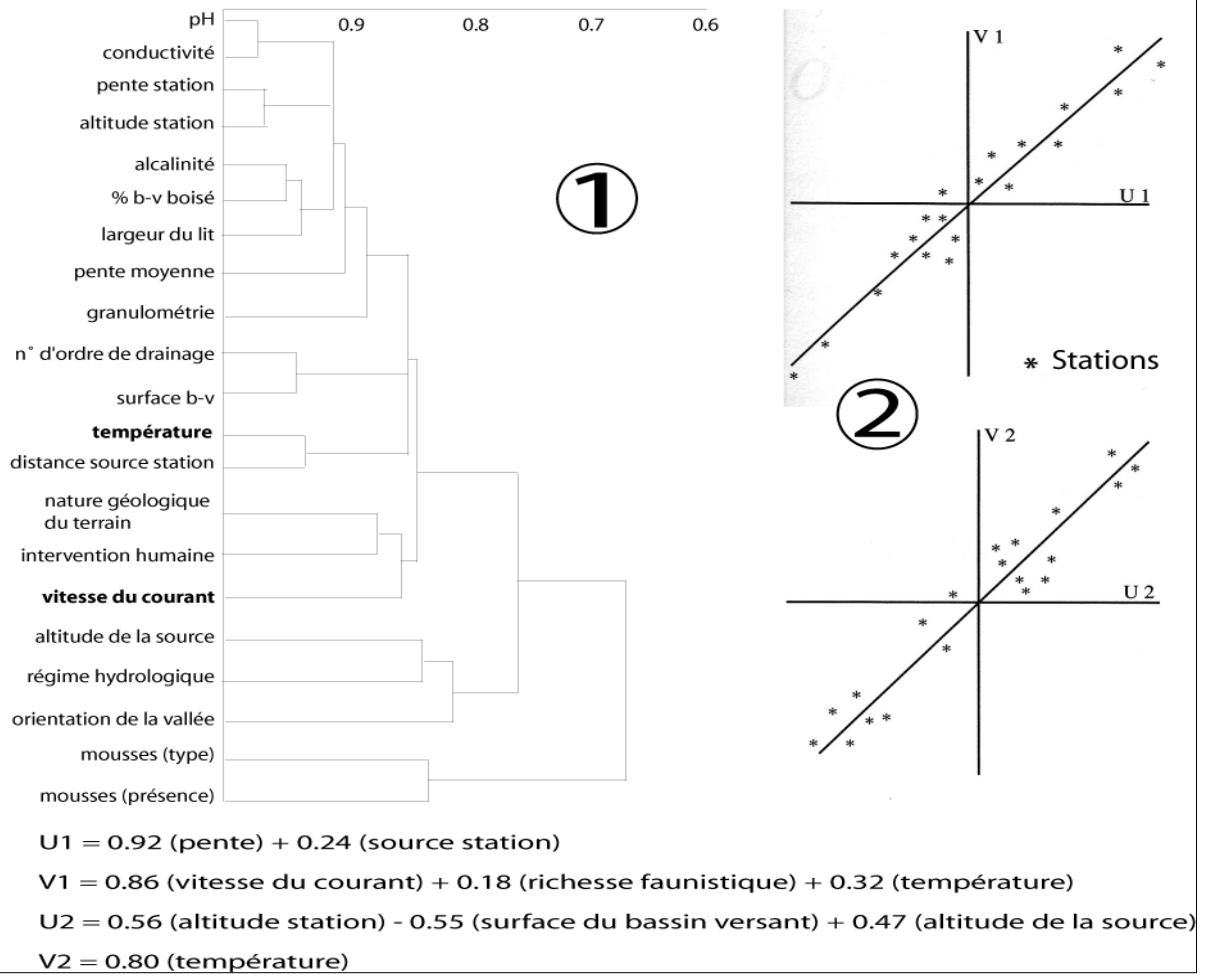 0.9 0.8 0.7 0.6
pH
conductivité
pente station
altitude station
alcalinité
% b-v boisé
largeur du lit
pente moyenne
granulométrie
n° d'ordre de drainage
surface b-v
température
distance source station
nature géologique
du terrain
intervention humaine
vitesse du courant
altitude de la source
régime hydrologique
orientation de la vallée
mousses (type)
mousses (présence)
1
V 1
U 1
* Stations
2
V 2
U 2
U1 = 0.92 (pente) + 0.24 (source station)
V1 = 0.86 (vitesse du courant) + 0.18 (richesse faunistique) + 0.32 (température)
U2 = 0.56 (altitude station) - 0.55 (surface du bassin versant) + 0.47 (altitude de la source)
V2 = 0.80 (température)